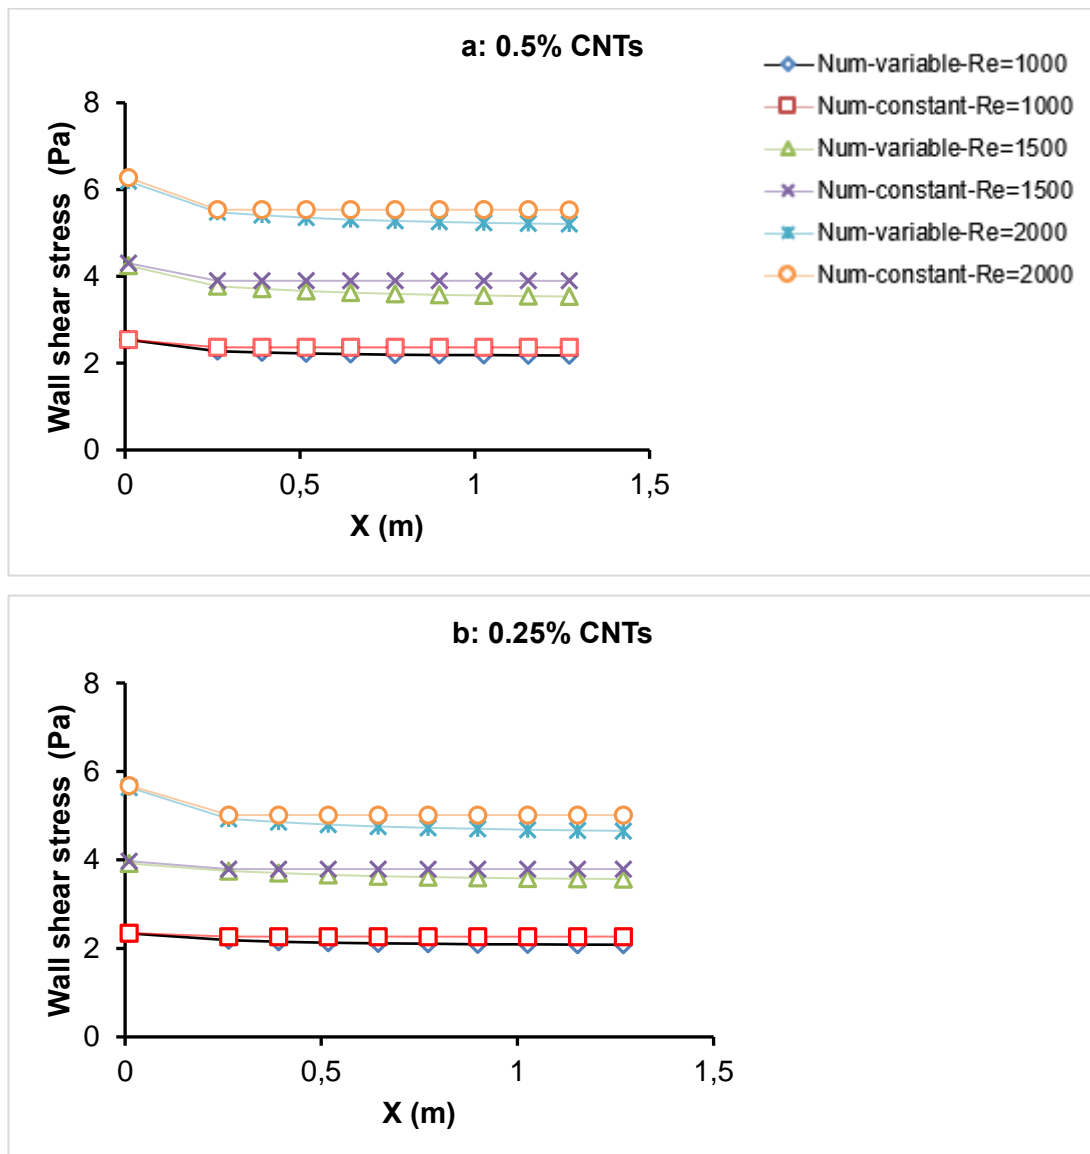 a: 0.5% CNTs
Num-variable-Re=1000
Num-constant-Re=1000
Num-variable-Re=1500
Num-constant-Re=1500
Num-variable-Re=2000
Num-constant-Re=2000
Wall shear stress (Pa)
8
6
4
2
0
0
0,5
1
1,5
X (m)
b: 0.25% CNTs
Wall shear stress (Pa)
8
6
4
2
0
0
0,5
1
1,5
X (m)